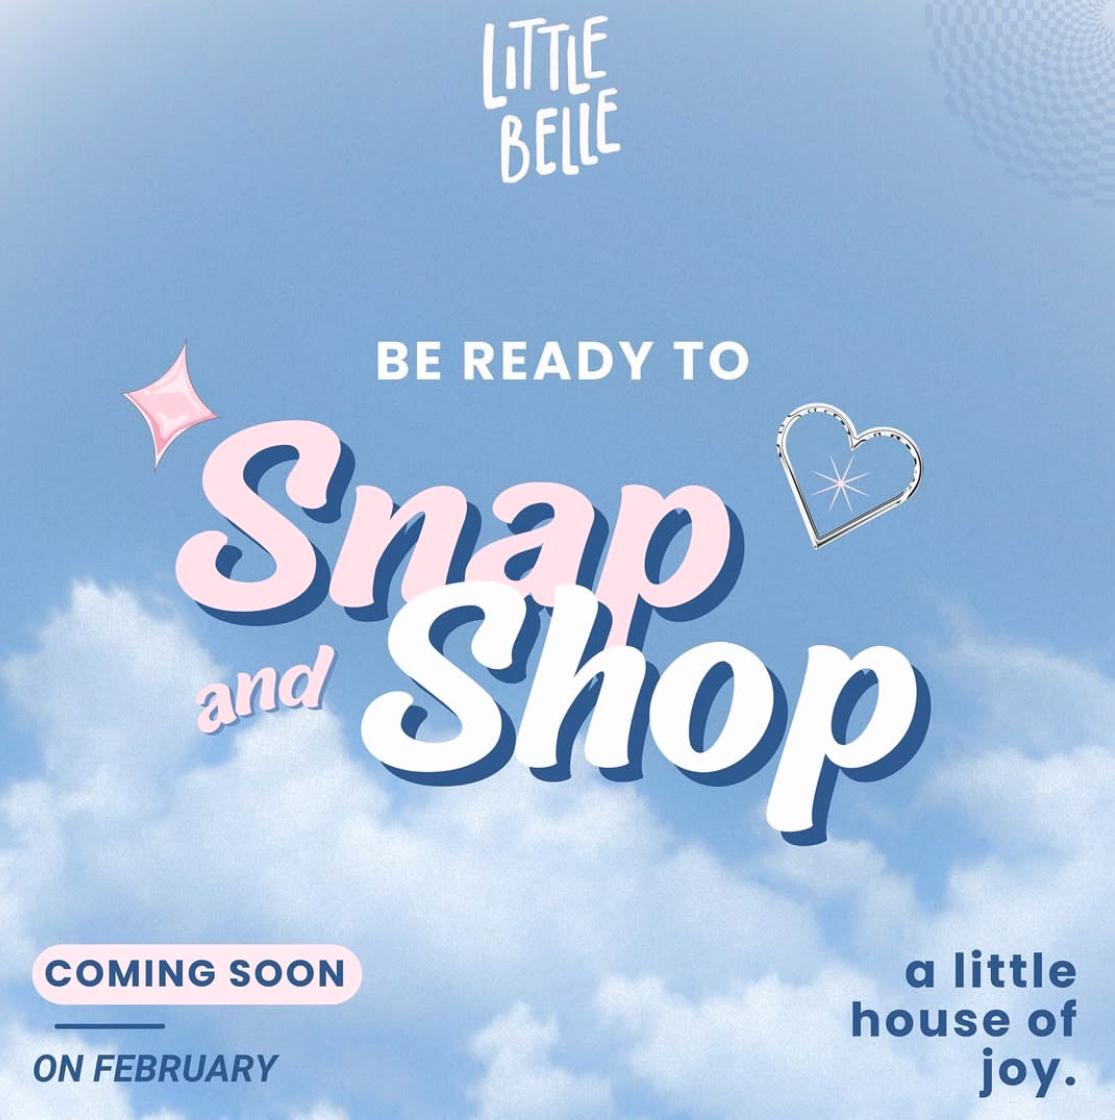 LiTTLE
BELLE
BE READY TO
Snap
and Shop
COMING SOON
ON FEBRUARY
a little
house of
joy.